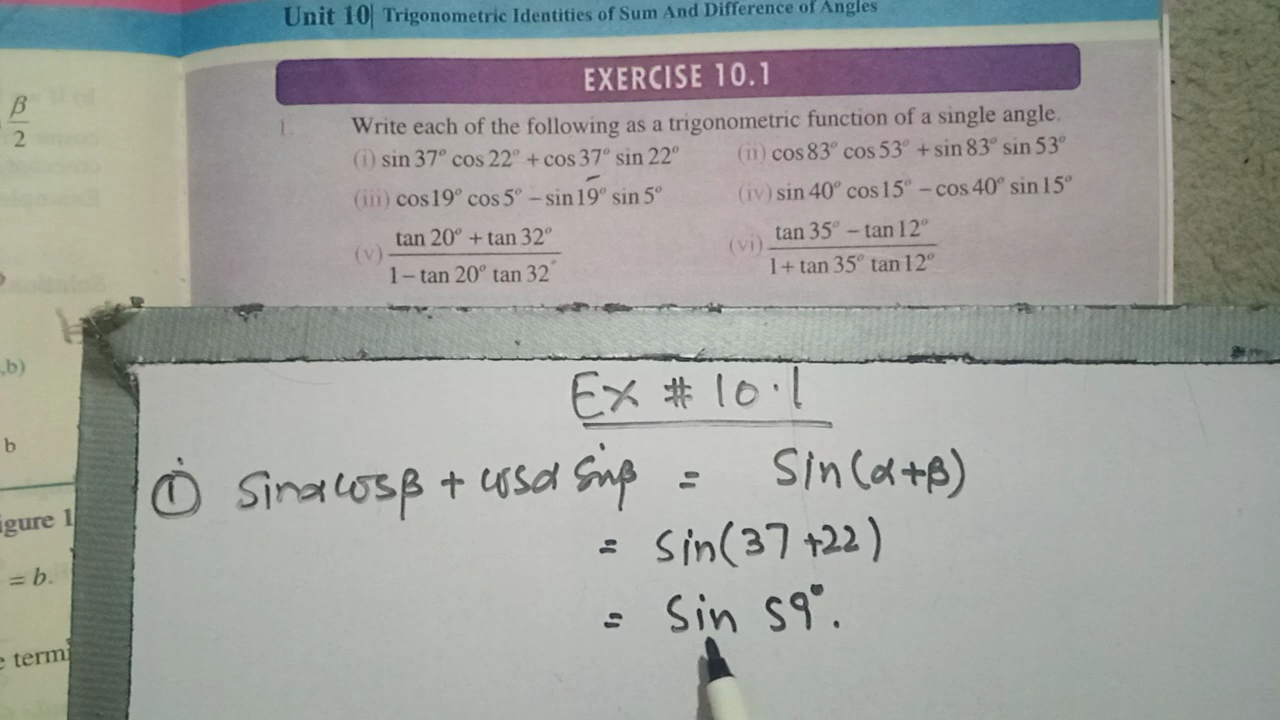 Unit 10| Trigonometric Identities of Sum And Difference of Angles
EXERCISE 10.1
β/2
1. Write each of the following as a trigonometric function of a single angle.
(i) sin 37° cos 22° + cos 37° sin 22° (ii) cos 83° cos 53° + sin 83° sin 53°
(iii) cos 19° cos 5° – sin 19° sin 5° (iv) sin 40° cos 15° – cos 40° sin 15°
(v) (tan 20° + tan 32°)/(1 – tan 20° tan 32°) (vi) (tan 35° – tan 12°)/(1 + tan 35° tan 12°)
,b)
b
igure 1
= b.
e termi
Ex # 10.1
(i) Sinα cosβ + cosα Sinβ = Sin(α+β)
= Sin(37+22)
= Sin 59°.